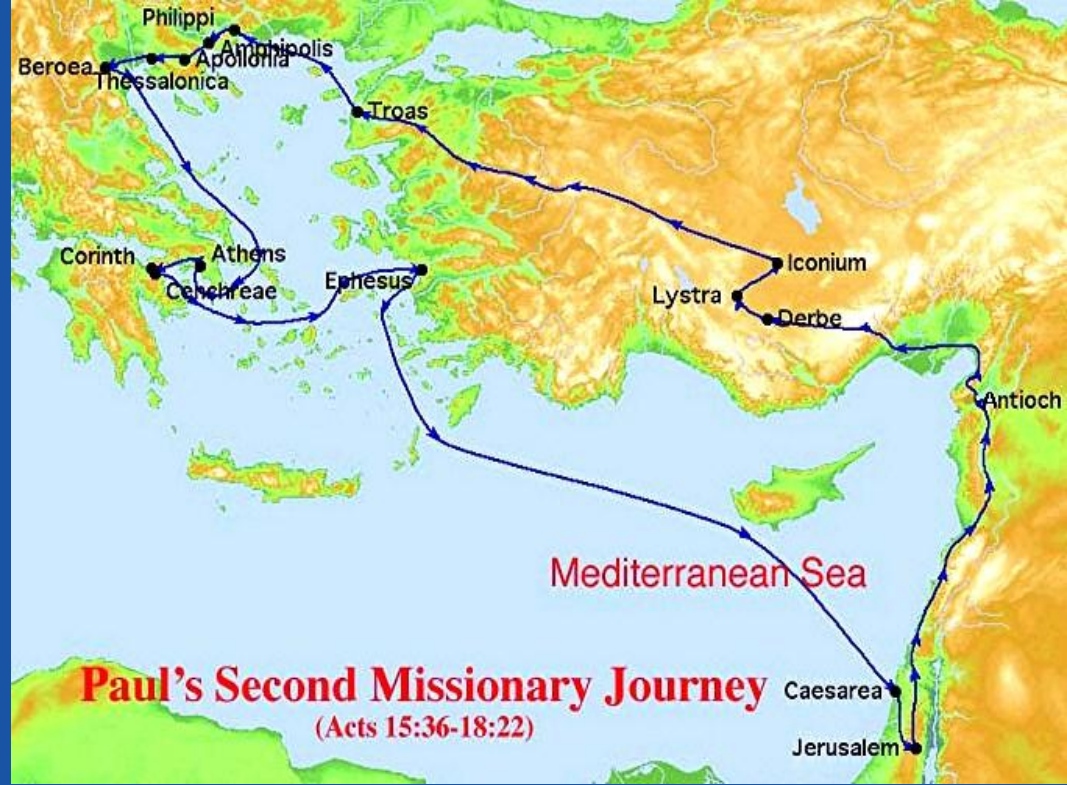 Philippi
Amphipolis
Apollonia
Beroea
Thessalonica
Troas
Athens
Corinth
Iconium
Ephesus
Cenchreae
Lystra
Derbe
Antioch
Mediterranean Sea
Paul's Second Missionary Journey
Caesarea
(Acts 15:36-18:22)
Jerusalem